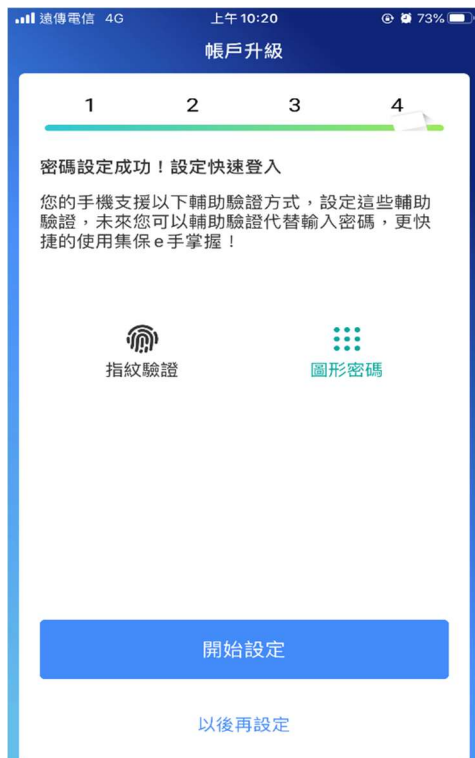 遠傳電信 4G 上午10:20 73%
帳戶升級
1 2 3 4
密碼設定成功！設定快速登入
您的手機支援以下輔助驗證方式，設定這些輔助
驗證，未來您可以輔助驗證代替輸入密碼，更快
捷的使用集保e手掌握！
指紋驗證 圖形密碼
開始設定
以後再設定